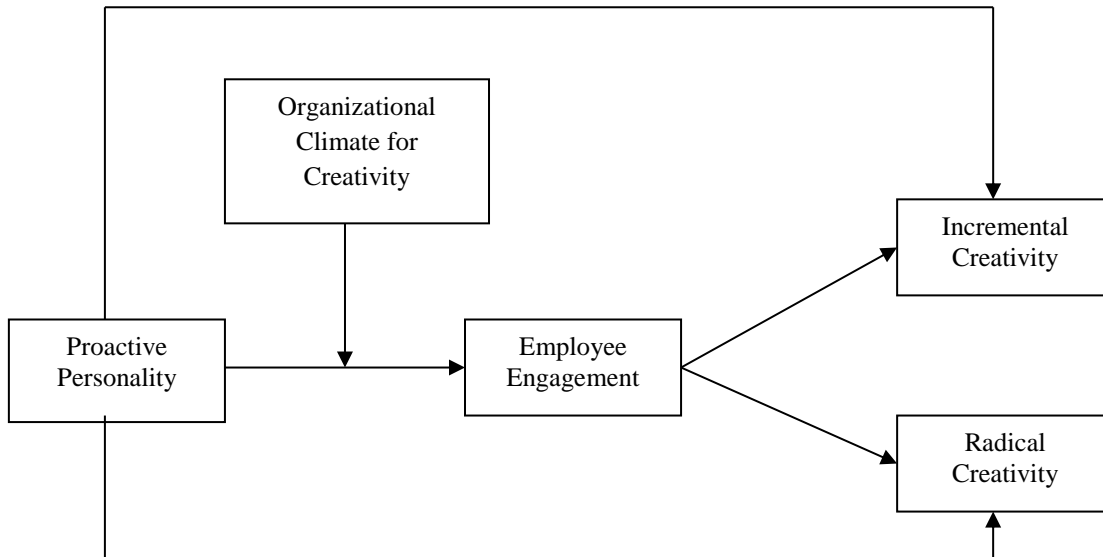 Organizational
Climate for
Creativity
Incremental
Creativity
Proactive
Personality
Employee
Engagement
Radical
Creativity